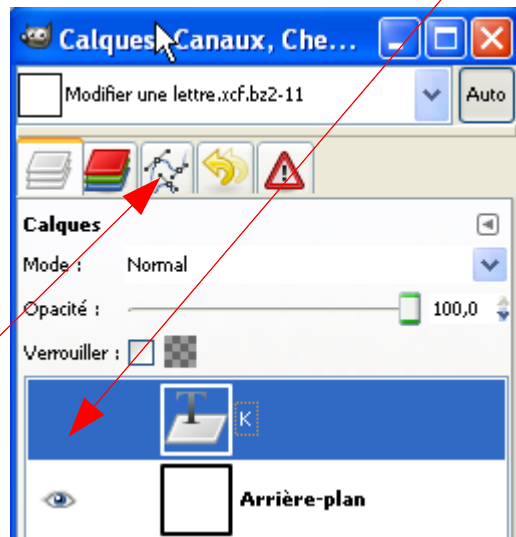 Calques, Canaux, Che...
Modifier une lettre.xcf.bz2-11
Auto
Calques
Mode : Normal
Opacité : 100,0
Verrouiller :
T
K
Arrière-plan